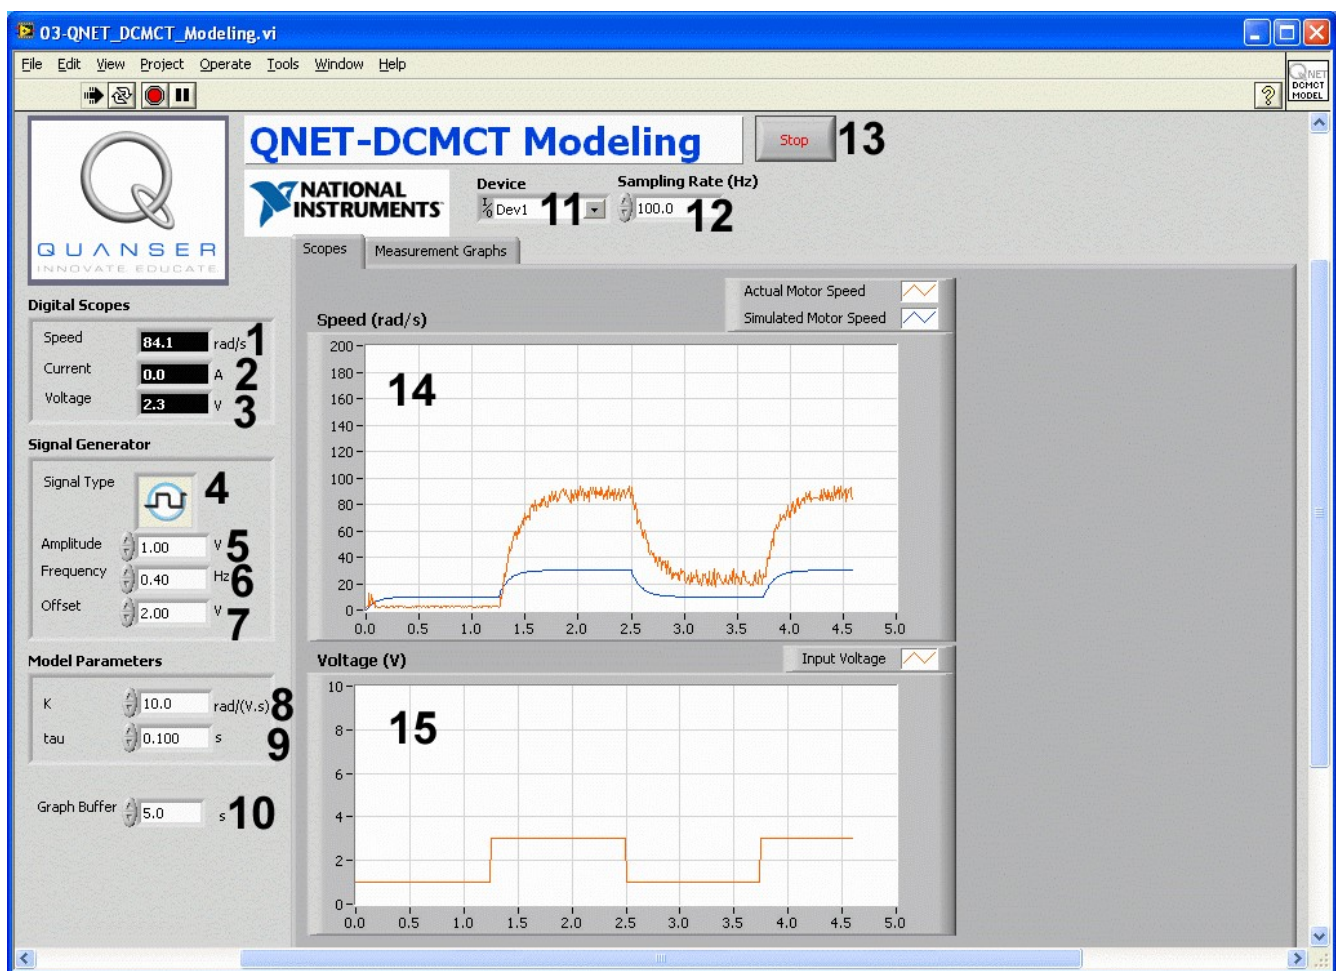 03-QNET_DCMCT_Modeling.vi
File Edit View Project Operate Tools Window Help
?
QNET
DCMCT
MODEL
QUANSER
INNOVATE EDUCATE
QNET-DCMCT Modeling
Stop 13
NATIONAL
INSTRUMENTS
Device
I/O Dev1 11
Sampling Rate (Hz)
100.0 12
Scopes Measurement Graphs
Digital Scopes
Speed 84.1 rad/s 1
Current 0.0 A 2
Voltage 2.3 V 3
Signal Generator
Signal Type 4
Amplitude 1.00 V 5
Frequency 0.40 Hz 6
Offset 2.00 V 7
Model Parameters
K 10.0 rad/(V.s) 8
tau 0.100 s 9
Graph Buffer 5.0 s 10
Speed (rad/s)
Actual Motor Speed
Simulated Motor Speed
14
200
180
160
140
120
100
80
60
40
20
0
0.0 0.5 1.0 1.5 2.0 2.5 3.0 3.5 4.0 4.5 5.0
Voltage (V)
Input Voltage
15
10
8
6
4
2
0
0.0 0.5 1.0 1.5 2.0 2.5 3.0 3.5 4.0 4.5 5.0